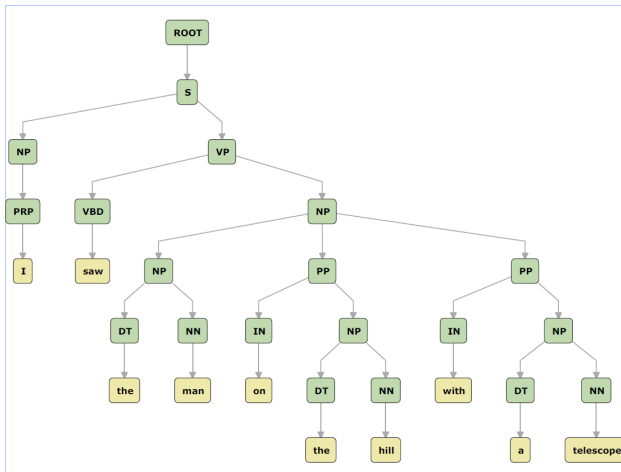 ROOT
S
NP VP
PRP VBD NP
I saw NP PP PP
DT NN IN NP IN NP
the man on DT NN with DT NN
the hill a telescope